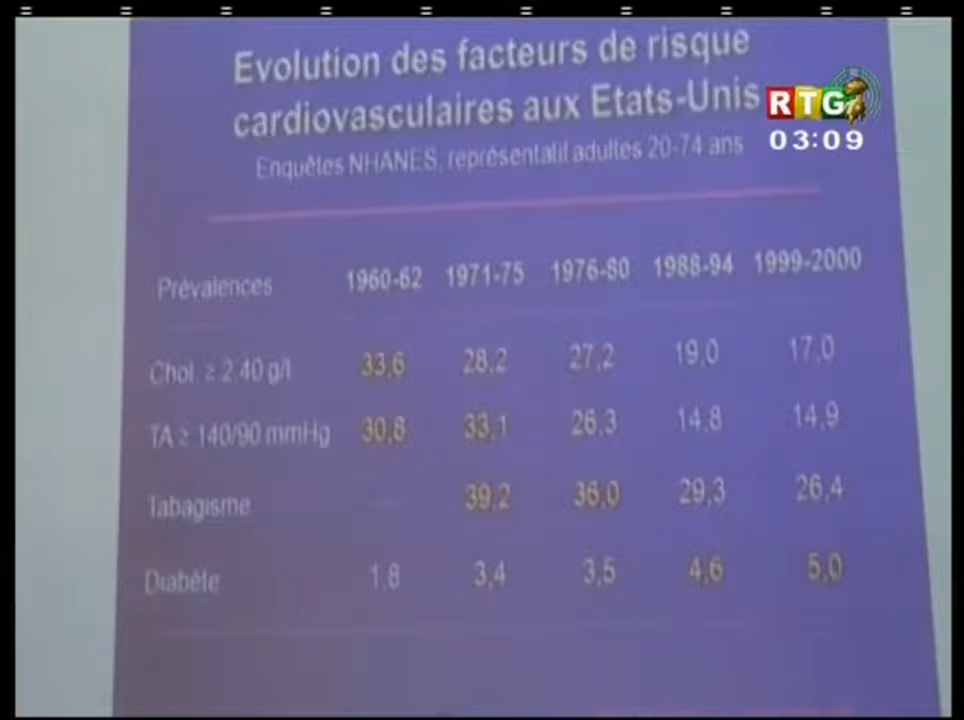 Evolution des facteurs de risque
cardiovasculaires aux Etats-Unis
RTG
03:09
Enquêtes NHANES, représentatif adultes 20-74 ans
Prévalences 1960-62 1971-75 1976-80 1988-94 1999-2000
Chol ≥ 2.40 g/l 33,6 28,2 27,2 19,0 17,0
TA ≥ 140/90 mmHg 30,8 33,1 26,3 14,8 14,9
Tabagisme — 39,2 36,0 29,3 26,4
Diabète 1,8 3,4 3,5 4,6 5,0